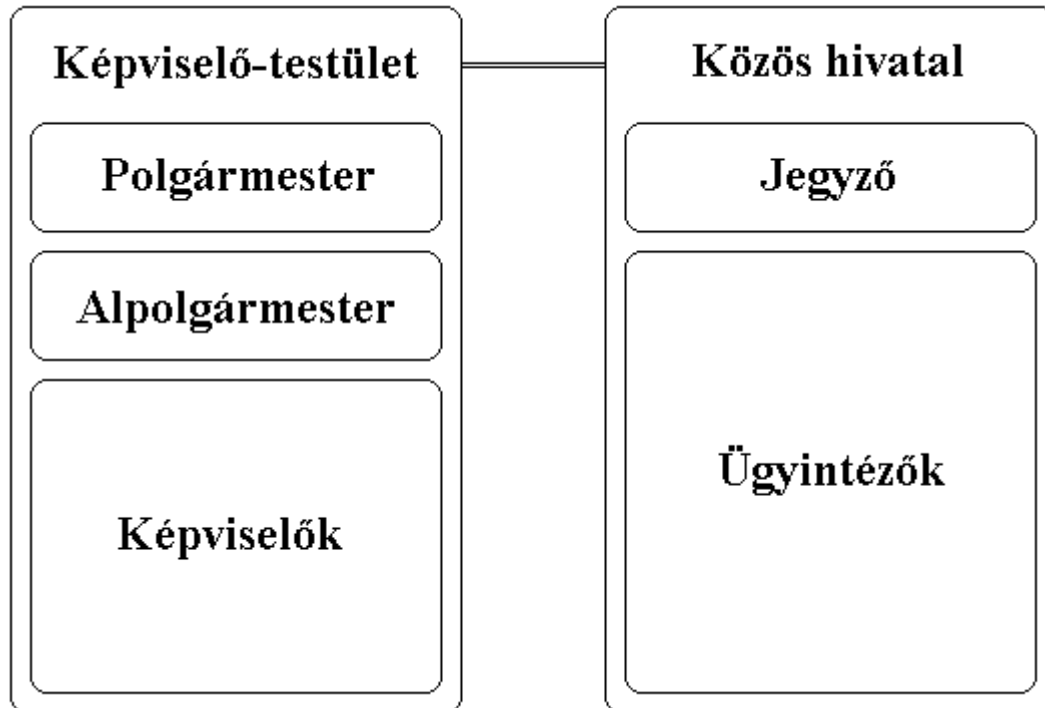 Képviselő-testület
Polgármester
Alpolgármester
Képviselők
Közös hivatal
Jegyző
Ügyintézők